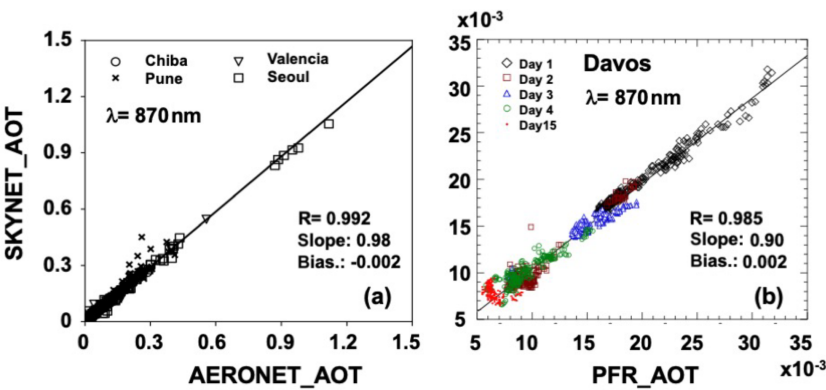 SKYNET_AOT
1.5
1.2
0.9
0.6
0.3
0
Chiba
Pune
Valencia
Seoul
λ= 870 nm
R= 0.992
Slope: 0.98
Bias.: -0.002
(a)
0 0.3 0.6 0.9 1.2 1.5
AERONET_AOT
x10-3
35
30
25
20
15
10
5
Day 1
Day 2
Day 3
Day 4
Day15
Davos
λ= 870 nm
R= 0.985
Slope: 0.90
Bias.: 0.002
(b)
5 10 15 20 25 30 35
PFR_AOT
x10-3